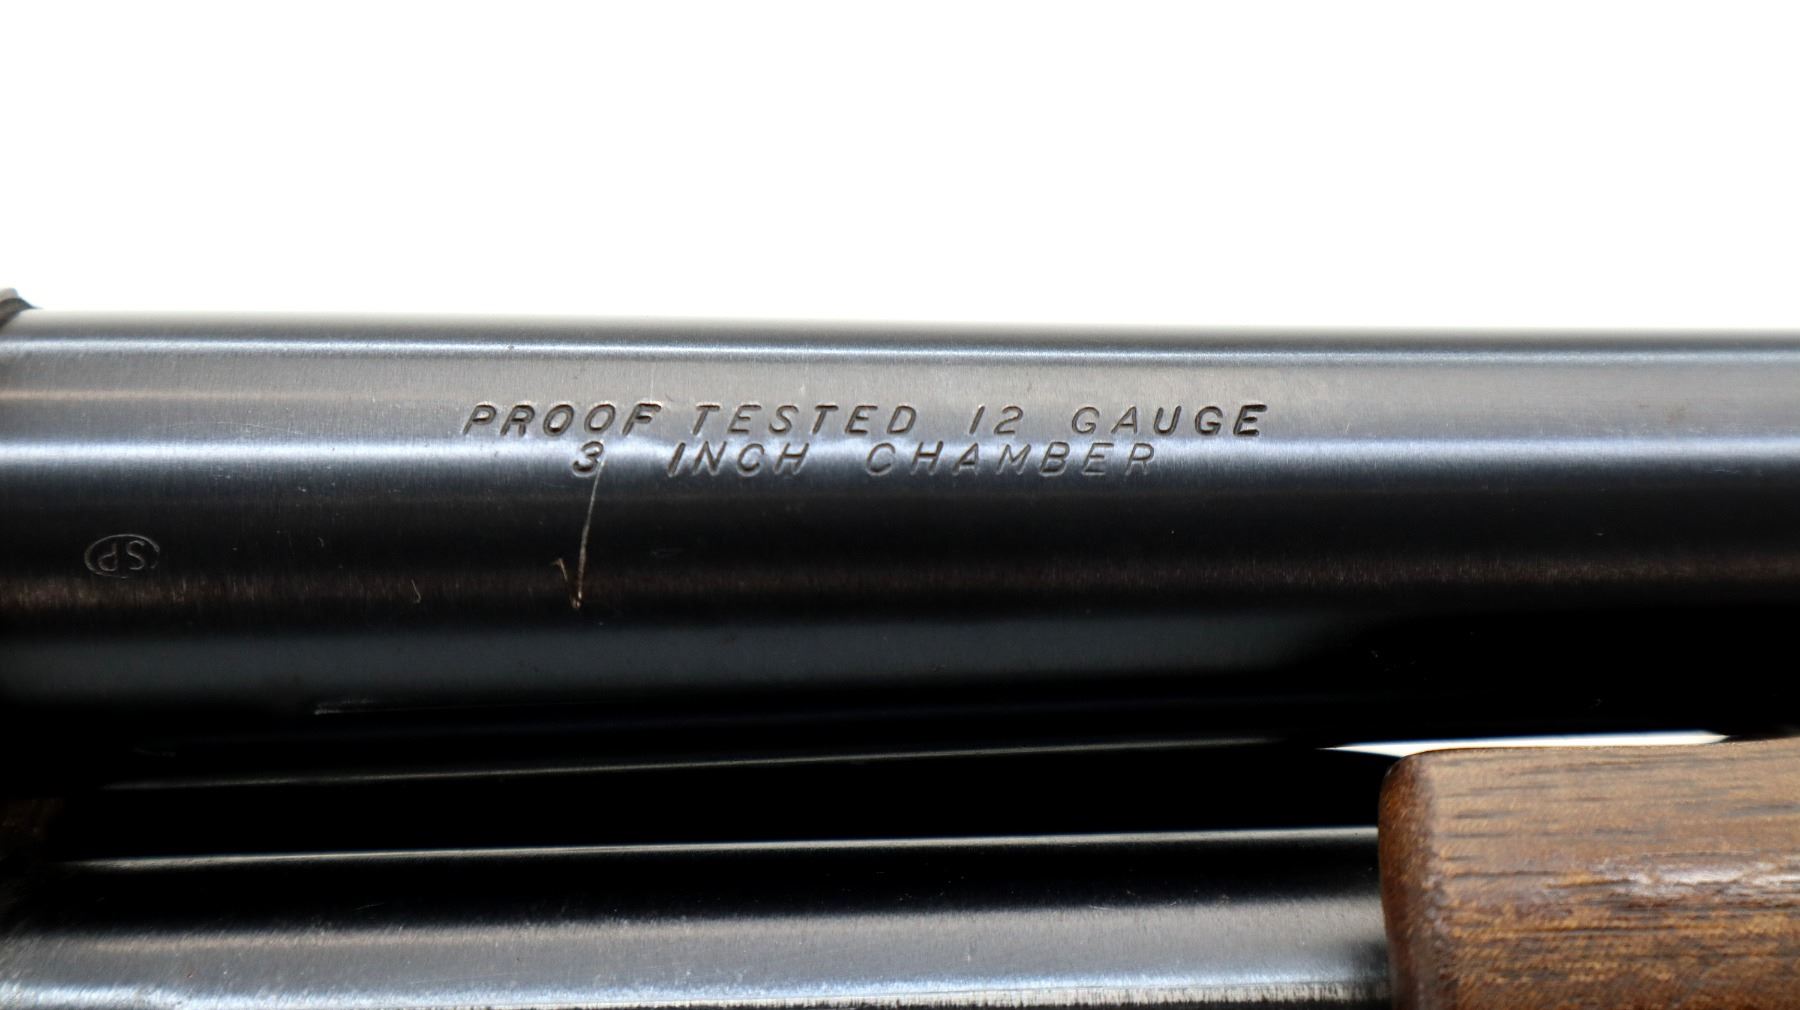 PROOF TESTED 12 GAUGE
3 INCH CHAMBER
SP